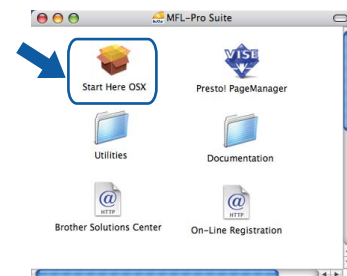 MFL-Pro Suite
VISE
Start Here OSX
Presto! PageManager
Utilities
Documentation
@
HTTP
@
HTTP
Brother Solutions Center
On-Line Registration